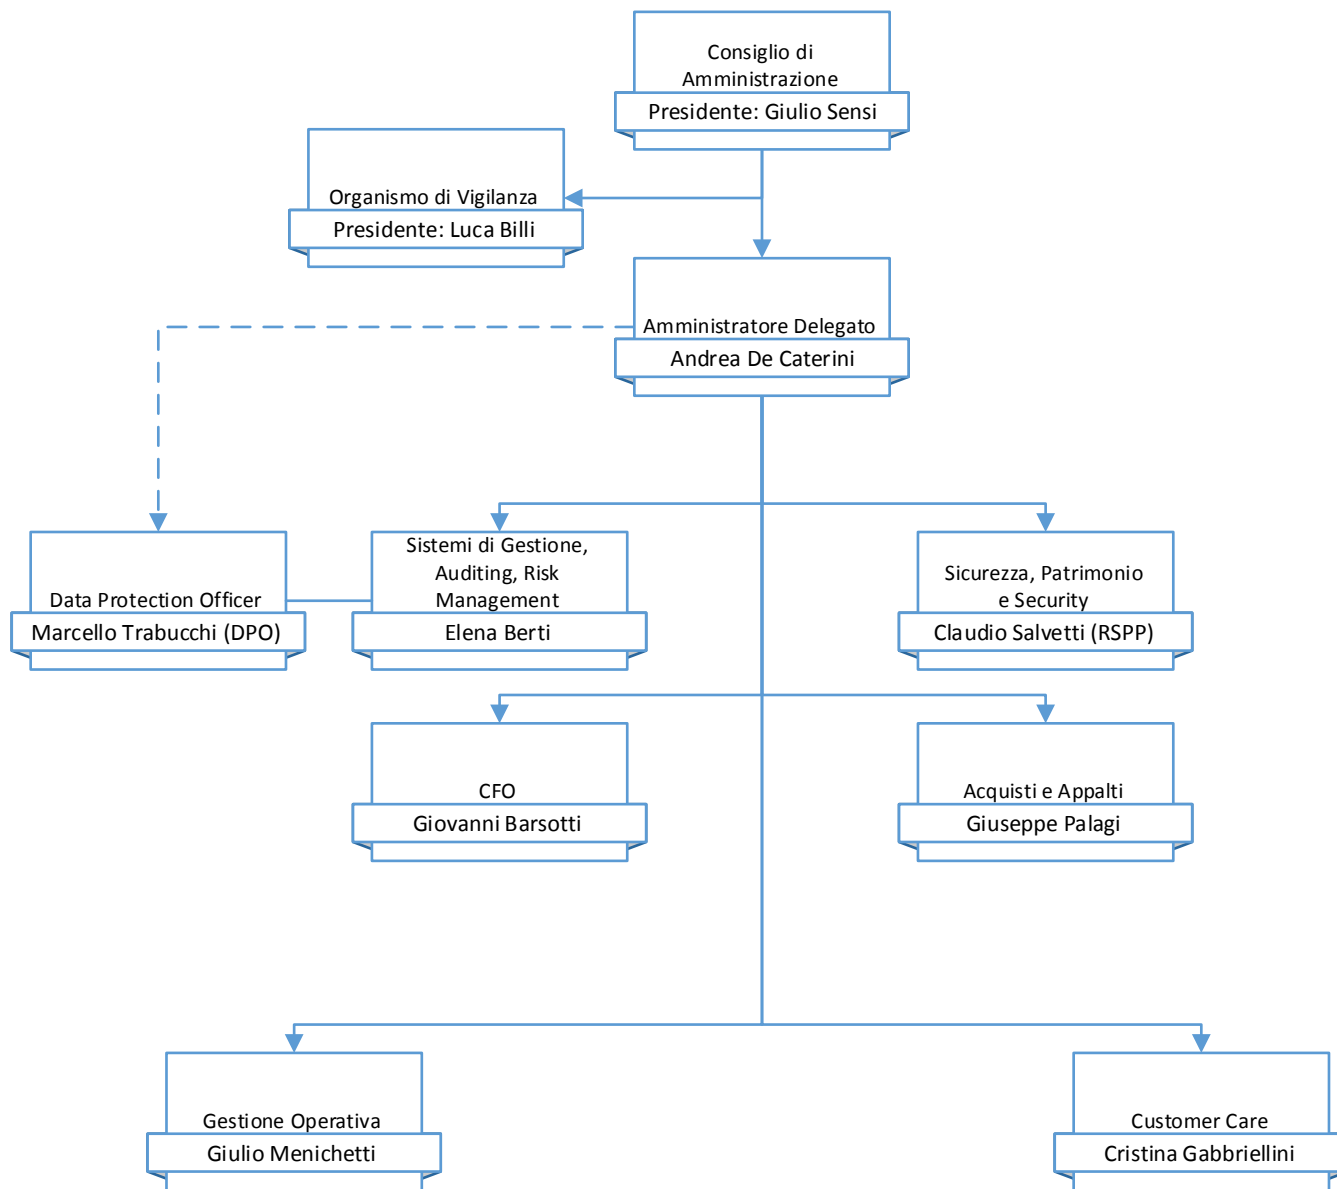 Consiglio di
Amministrazione
Presidente: Giulio Sensi
Organismo di Vigilanza
Presidente: Luca Billi
Amministratore Delegato
Andrea De Caterini
Data Protection Officer
Marcello Trabucchi (DPO)
Sistemi di Gestione,
Auditing, Risk
Management
Elena Berti
Sicurezza, Patrimonio
e Security
Claudio Salvetti (RSPP)
CFO
Giovanni Barsotti
Acquisti e Appalti
Giuseppe Palagi
Gestione Operativa
Giulio Menichetti
Customer Care
Cristina Gabbriellini